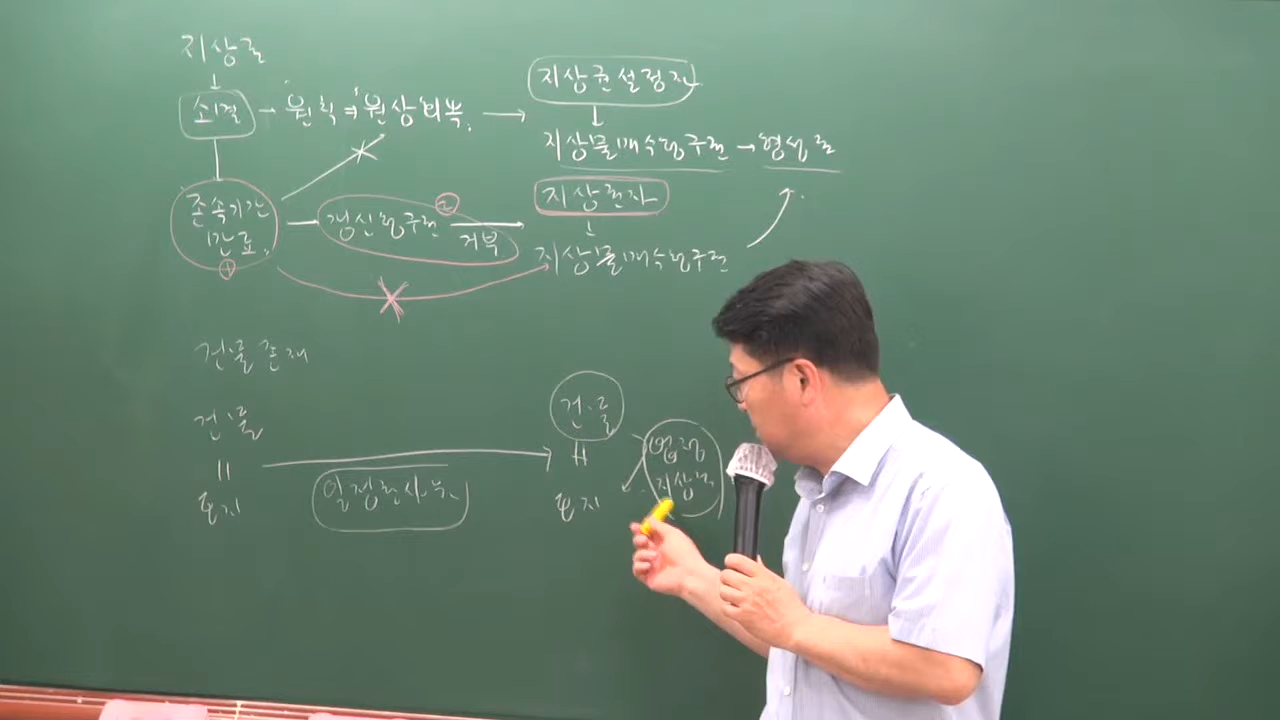 지상권
소멸 → 원칙 ⇒ '원상'회복. → 지상권설정자
지상물매수청구권 → 형성권
존속기간 만료. ①
갱신청구권 ② 거부
지상권자
지상물매수청구권
건물존재
건물 = 토지
일정한사유.
건물 = 토지
법정 지상권